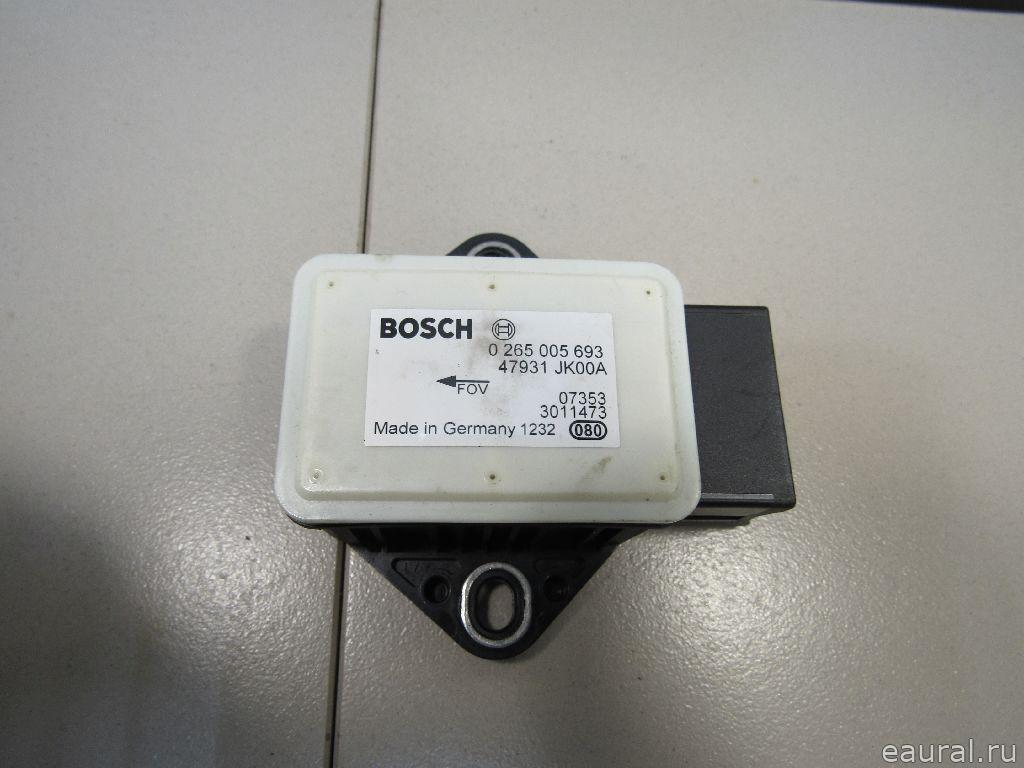 BOSCH
0 265 005 693
47931 JK00A
FOV
07353
3011473
Made in Germany 1232 080
eaural.ru